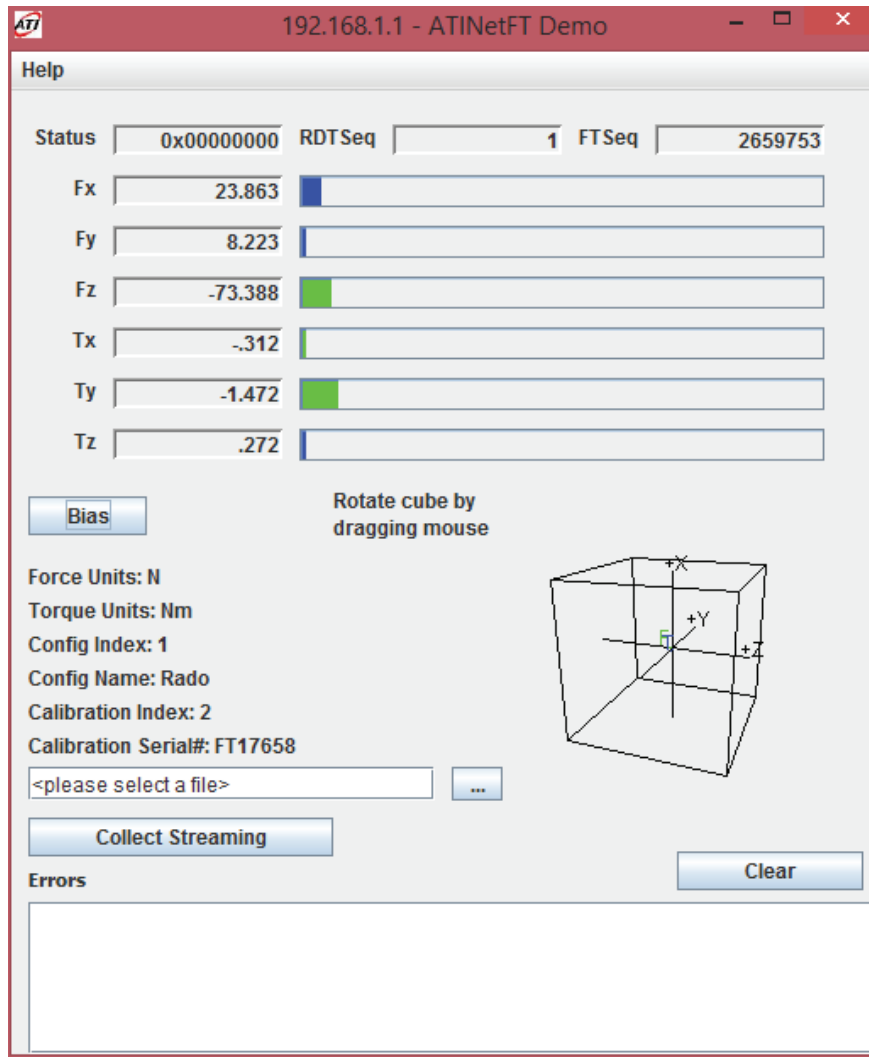 ATI 192.168.1.1 - ATINetFT Demo
Help
Status 0x00000000 RDTSeq 1 FTSeq 2659753
Fx 23.863
Fy 8.223
Fz -73.388
Tx -.312
Ty -1.472
Tz .272
Bias
Rotate cube by
dragging mouse
Force Units: N
Torque Units: Nm
Config Index: 1
Config Name: Rado
Calibration Index: 2
Calibration Serial#: FT17658
+X
+Y
F
T
+Z
<please select a file> ...
Collect Streaming
Clear
Errors